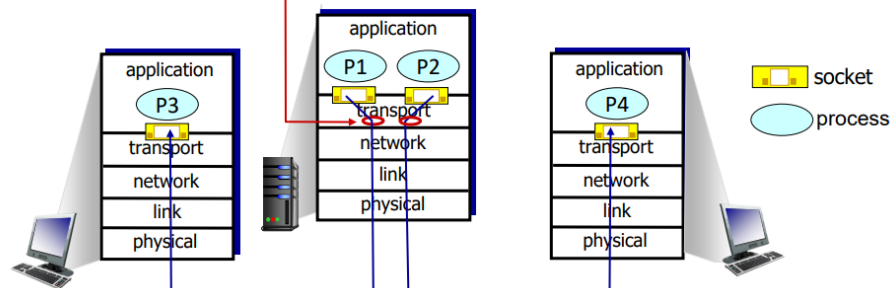 application
P3
transport
network
link
physical
application
P1 P2
transport
network
link
physical
application
P4
transport
network
link
physical
socket
process